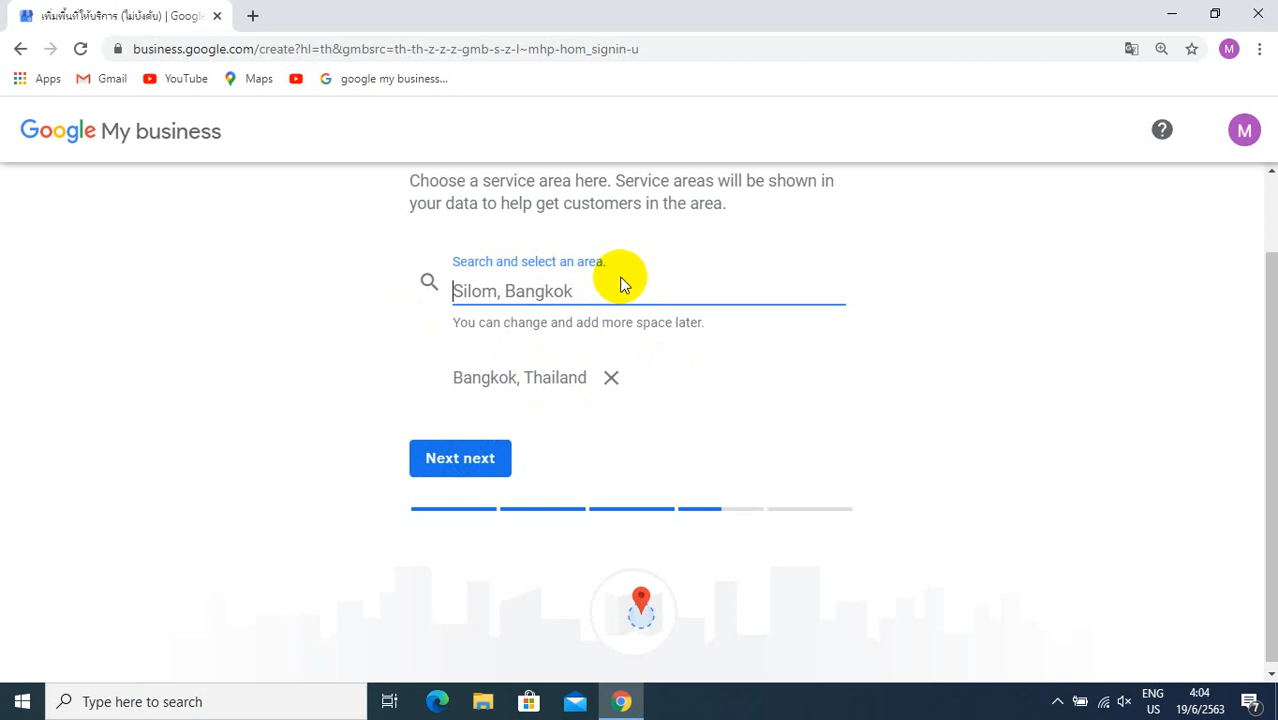 เพิ่มพื้นที่ให้บริการ (ไม่บังคับ) | Google
business.google.com/create?hl=th&gmbsrc=th-th-z-z-z-gmb-s-z-l~mhp-hom_signin-u
M
Apps
Gmail
YouTube
Maps
google my business...
Google My business
M
Choose a service area here. Service areas will be shown in
your data to help get customers in the area.
Search and select an area.
Silom, Bangkok
You can change and add more space later.
Bangkok, Thailand
Next next
Type here to search
ENG
US
4:04
19/6/2563
7